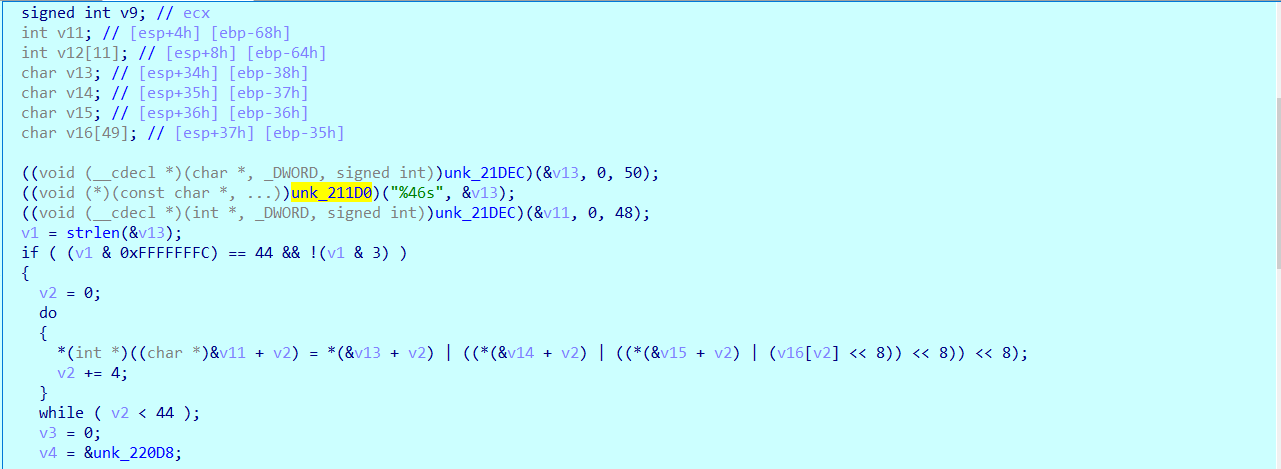 signed int v9; // ecx
int v11; // [esp+4h] [ebp-68h]
int v12[11]; // [esp+8h] [ebp-64h]
char v13; // [esp+34h] [ebp-38h]
char v14; // [esp+35h] [ebp-37h]
char v15; // [esp+36h] [ebp-36h]
char v16[49]; // [esp+37h] [ebp-35h]
((void (__cdecl *)(char *, _DWORD, signed int))unk_21DEC)(&v13, 0, 50);
((void (*)(const char *, ...))unk_211D0)("%46s", &v13);
((void (__cdecl *)(int *, _DWORD, signed int))unk_21DEC)(&v11, 0, 48);
v1 = strlen(&v13);
if ( (v1 & 0xFFFFFFFC) == 44 && !(v1 & 3) )
{
v2 = 0;
do
{
*(int *)((char *)&v11 + v2) = *(&v13 + v2) | ((*(&v14 + v2) | ((*(&v15 + v2) | (v16[v2] << 8)) << 8)) << 8);
v2 += 4;
}
while ( v2 < 44 );
v3 = 0;
v4 = &unk_220D8;